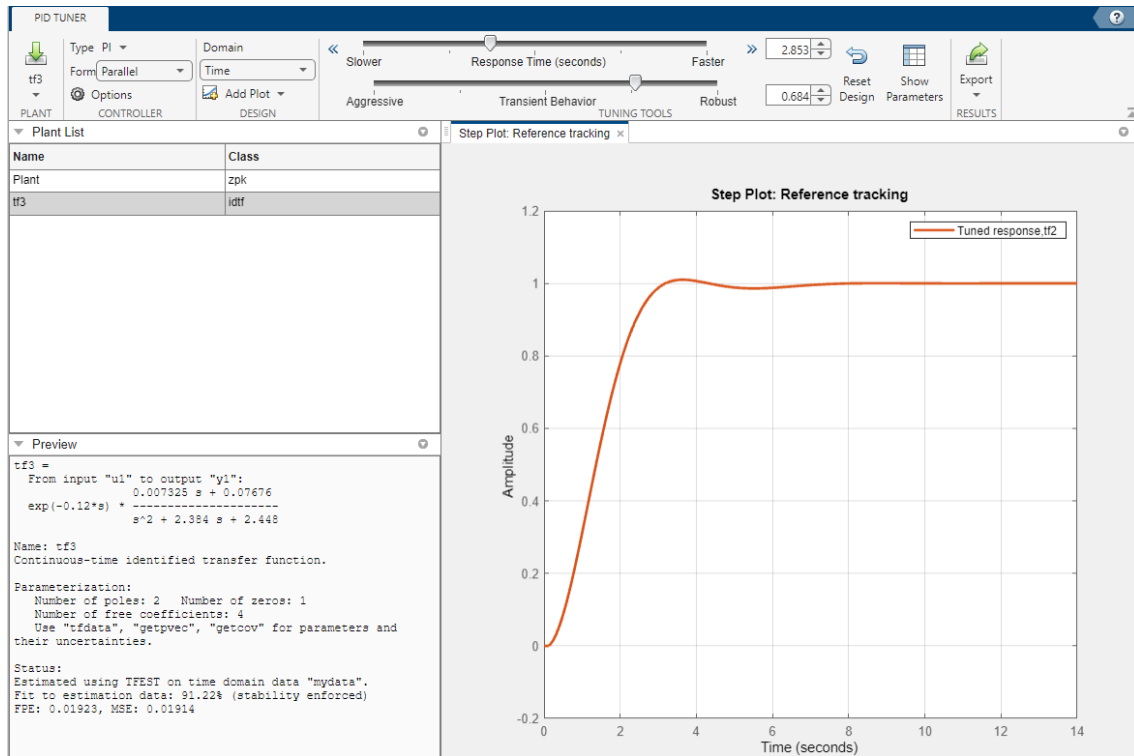 PID TUNER
?
tf3
PLANT
Type PI
Form Parallel
Options
CONTROLLER
Domain
Time
Add Plot
DESIGN
Slower Response Time (seconds) Faster
2.853
Aggressive Transient Behavior Robust
0.684
TUNING TOOLS
Reset Design
Show Parameters
Export
RESULTS
Plant List
Name Class
Plant zpk
tf3 idtf
Preview
tf3 =
From input "u1" to output "y1":
0.007325 s + 0.07676
exp(-0.12*s) * ----------------------
s^2 + 2.384 s + 2.448
Name: tf3
Continuous-time identified transfer function.
Parameterization:
Number of poles: 2 Number of zeros: 1
Number of free coefficients: 4
Use "tfdata", "getpvec", "getcov" for parameters and
their uncertainties.
Status:
Estimated using TFEST on time domain data "mydata".
Fit to estimation data: 91.22% (stability enforced)
FPE: 0.01923, MSE: 0.01914
Step Plot: Reference tracking ×
Step Plot: Reference tracking
Tuned response,tf2
Amplitude
1.2
1
0.8
0.6
0.4
0.2
0
-0.2
0 2 4 6 8 10 12 14
Time (seconds)